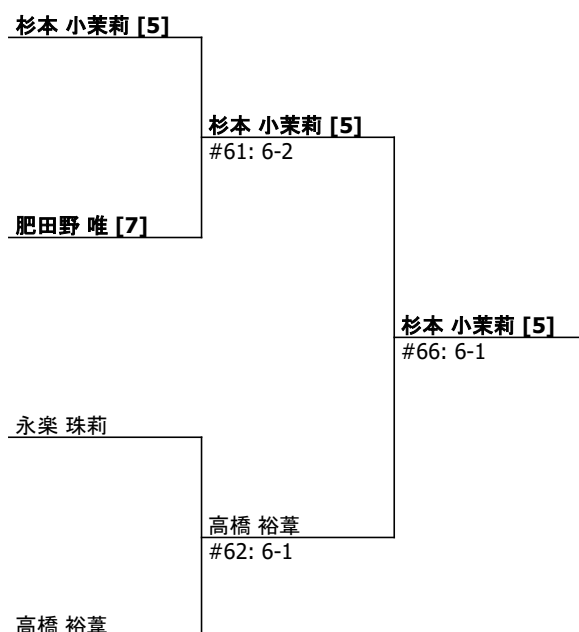 杉本 小茉莉 [5]
杉本 小茉莉 [5]
#61: 6-2
肥田野 唯 [7]
杉本 小茉莉 [5]
#66: 6-1
永楽 珠莉
高橋 裕葦
#62: 6-1
高橋 裕葦